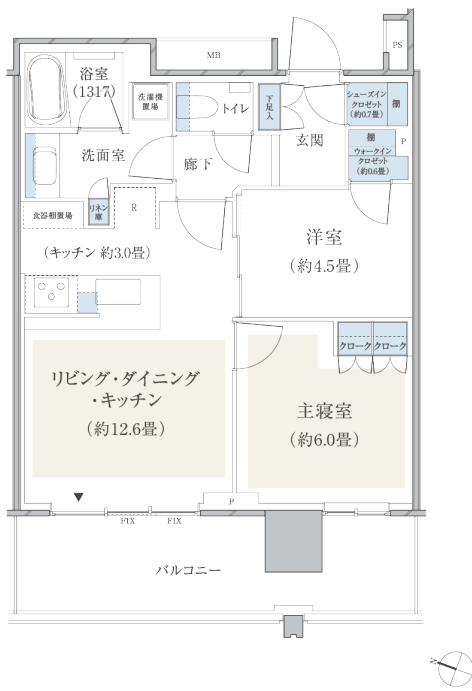 MB
PS
浴室
(1317)
洗濯機
置場
トイレ
下足入
シューズイン
クロゼット
(約0.7畳)
棚
玄関
棚
ウォークイン
クロゼット
(約0.6畳)
P
洗面室
廊下
リネン
庫
R
食器棚置場
(キッチン 約3.0畳)
洋室
(約4.5畳)
クローク
クローク
リビング・ダイニング
・キッチン
(約12.6畳)
主寝室
(約6.0畳)
P
FIX
FIX
バルコニー
N